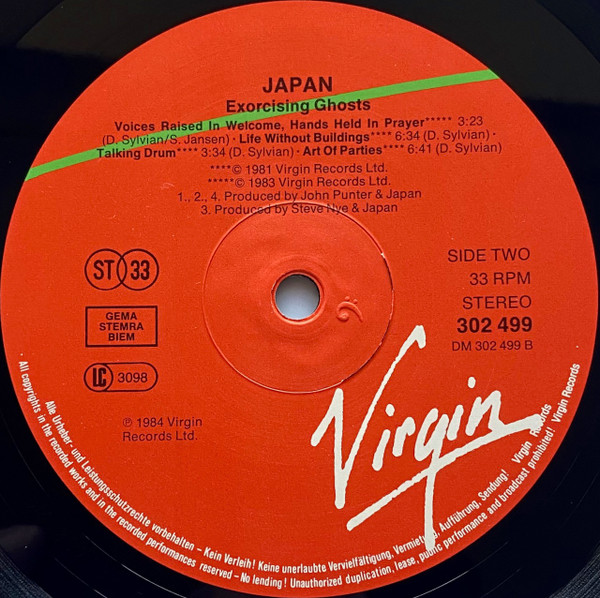 JAPAN
Exorcising Ghosts
Voices Raised In Welcome, Hands Held In Prayer***** 3:23
(D. Sylvian/S. Jansen) · Life Without Buildings**** 6:34 (D. Sylvian) ·
Talking Drum**** 3:34 (D. Sylvian) · Art Of Parties**** 6:41 (D. Sylvian)
****© 1981 Virgin Records Ltd.
*****© 1983 Virgin Records Ltd.
1., 2., 4. Produced by John Punter & Japan
3. Produced by Steve Nye & Japan
ST 33
GEMA
STEMRA
BIEM
LC 3098
℗ 1984 Virgin
Records Ltd.
SIDE TWO
33 RPM
STEREO
302 499
DM 302 499 B
Virgin
Alle Urheber- und Leistungsschutzrechte vorbehalten – Kein Verleih! Keine unerlaubte Vervielfältigung, Vermietung, Aufführung, Sendung! Virgin Records
All copyrights in the recorded works and in the recorded performances reserved – No lending! Unauthorized duplication, lease, public performance and broadcast prohibited! Virgin Records